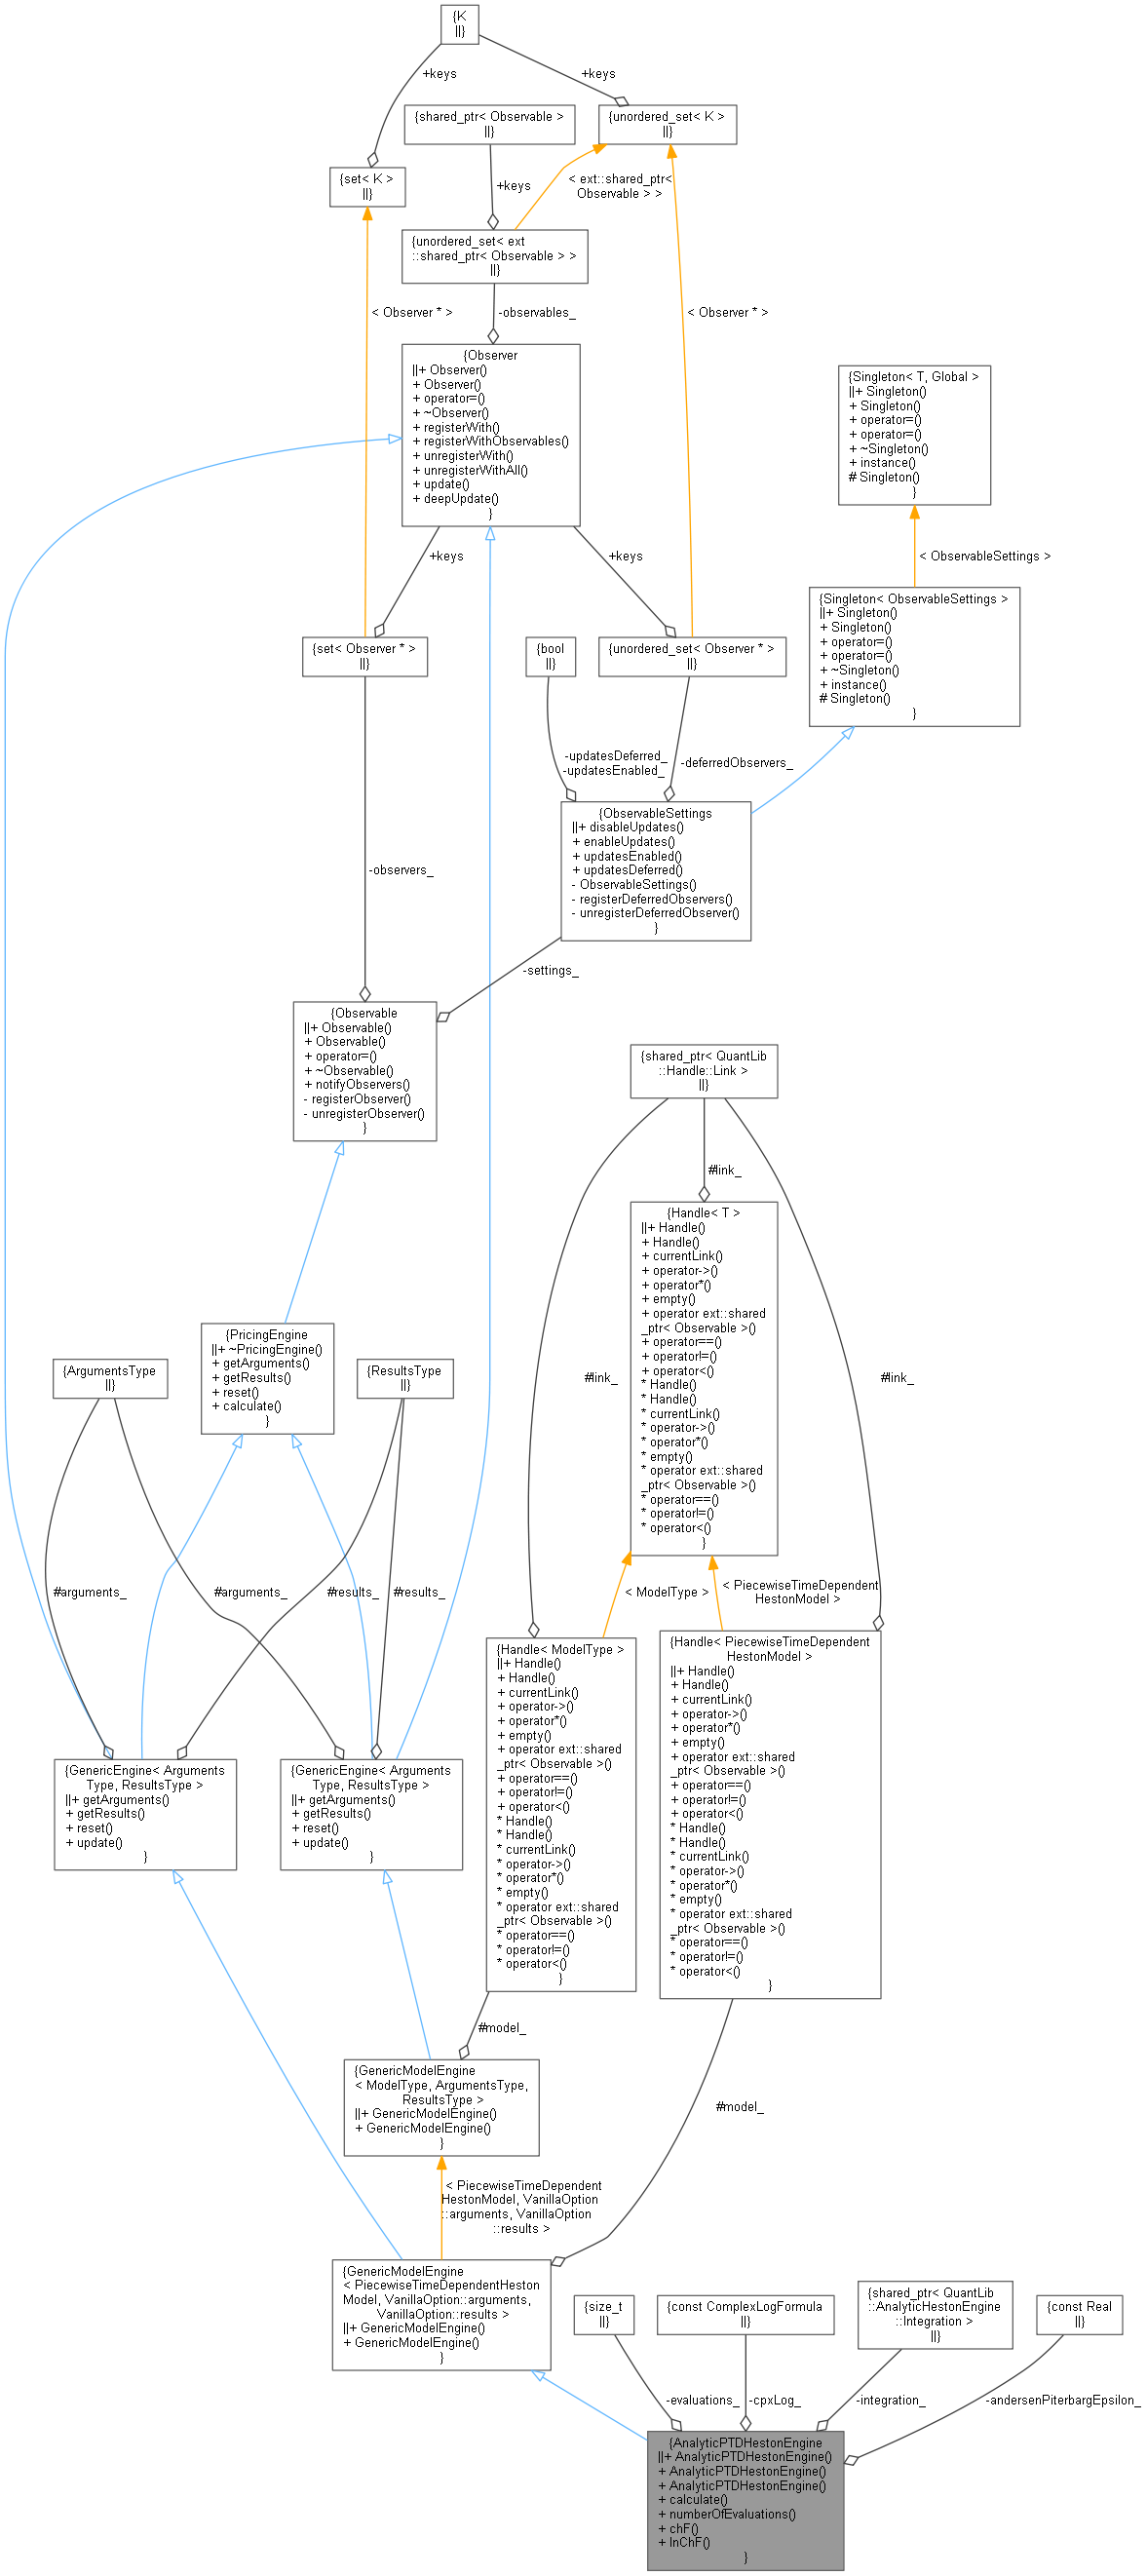 {K
||}
+keys
+keys
{shared_ptr< Observable >
||}
{unordered_set< K >
||}
{set< K >
||}
+keys
< ext::shared_ptr<
Observable > >
{unordered_set< ext
::shared_ptr< Observable > >
||}
< Observer * >
-observables_
< Observer * >
{Observer
||+ Observer()
+ Observer()
+ operator=()
+ ~Observer()
+ registerWith()
+ registerWithObservables()
+ unregisterWith()
+ unregisterWithAll()
+ update()
+ deepUpdate()
}
{Singleton< T, Global >
||+ Singleton()
+ Singleton()
+ operator=()
+ operator=()
+ ~Singleton()
+ instance()
# Singleton()
}
+keys
+keys
< ObservableSettings >
{set< Observer * >
||}
{bool
||}
{unordered_set< Observer * >
||}
{Singleton< ObservableSettings >
||+ Singleton()
+ Singleton()
+ operator=()
+ operator=()
+ ~Singleton()
+ instance()
# Singleton()
}
-updatesDeferred_
-updatesEnabled_
-deferredObservers_
{ObservableSettings
||+ disableUpdates()
+ enableUpdates()
+ updatesEnabled()
+ updatesDeferred()
- ObservableSettings()
- registerDeferredObservers()
- unregisterDeferredObserver()
}
-observers_
-settings_
{Observable
||+ Observable()
+ Observable()
+ operator=()
+ ~Observable()
+ notifyObservers()
- registerObserver()
- unregisterObserver()
}
{shared_ptr< QuantLib
::Handle::Link >
||}
#link_
{Handle< T >
||+ Handle()
+ Handle()
+ currentLink()
+ operator->()
+ operator*()
+ empty()
+ operator ext::shared
_ptr< Observable >()
+ operator==()
+ operator!=()
+ operator<()
* Handle()
* Handle()
* currentLink()
* operator->()
* operator*()
* empty()
* operator ext::shared
_ptr< Observable >()
* operator==()
* operator!=()
* operator<()
}
{PricingEngine
||+ ~PricingEngine()
+ getArguments()
+ getResults()
+ reset()
+ calculate()
}
{ArgumentsType
||}
{ResultsType
||}
#link_
#link_
#arguments_
#arguments_
#results_
#results_
< ModelType >
< PiecewiseTimeDependent
HestonModel >
{Handle< ModelType >
||+ Handle()
+ Handle()
+ currentLink()
+ operator->()
+ operator*()
+ empty()
+ operator ext::shared
_ptr< Observable >()
+ operator==()
+ operator!=()
+ operator<()
* Handle()
* Handle()
* currentLink()
* operator->()
* operator*()
* empty()
* operator ext::shared
_ptr< Observable >()
* operator==()
* operator!=()
* operator<()
}
{Handle< PiecewiseTimeDependent
HestonModel >
||+ Handle()
+ Handle()
+ currentLink()
+ operator->()
+ operator*()
+ empty()
+ operator ext::shared
_ptr< Observable >()
+ operator==()
+ operator!=()
+ operator<()
* Handle()
* Handle()
* currentLink()
* operator->()
* operator*()
* empty()
* operator ext::shared
_ptr< Observable >()
* operator==()
* operator!=()
* operator<()
}
{GenericEngine< Arguments
Type, ResultsType >
||+ getArguments()
+ getResults()
+ reset()
+ update()
}
{GenericEngine< Arguments
Type, ResultsType >
||+ getArguments()
+ getResults()
+ reset()
+ update()
}
#model_
{GenericModelEngine
< ModelType, ArgumentsType,
ResultsType >
||+ GenericModelEngine()
+ GenericModelEngine()
}
#model_
< PiecewiseTimeDependent
HestonModel, VanillaOption
::arguments, VanillaOption
::results >
{GenericModelEngine
< PiecewiseTimeDependentHeston
Model, VanillaOption::arguments,
VanillaOption::results >
||+ GenericModelEngine()
+ GenericModelEngine()
}
{size_t
||}
{const ComplexLogFormula
||}
{shared_ptr< QuantLib
::AnalyticHestonEngine
::Integration >
||}
{const Real
||}
-evaluations_
-cpxLog_
-integration_
-andersenPiterbargEpsilon_
{AnalyticPTDHestonEngine
||+ AnalyticPTDHestonEngine()
+ AnalyticPTDHestonEngine()
+ AnalyticPTDHestonEngine()
+ calculate()
+ numberOfEvaluations()
+ chF()
+ lnChF()
}